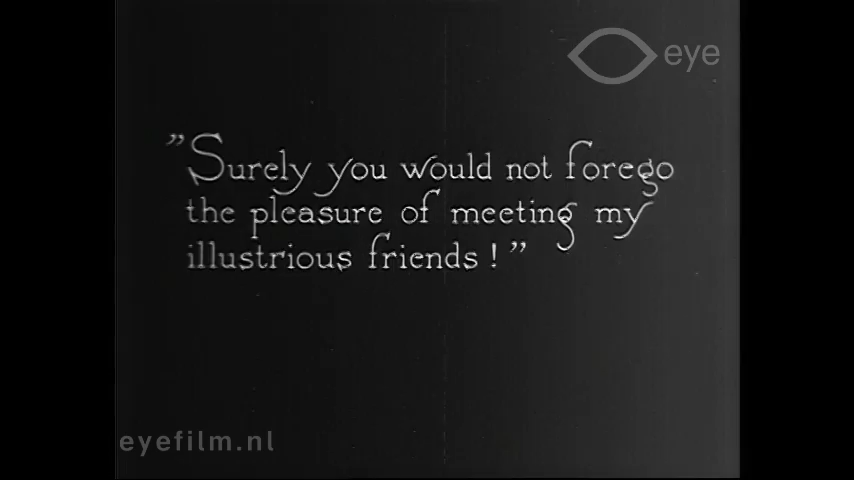 eye
”Surely you would not forego
the pleasure of meeting my
illustrious friends!”
eyefilm.nl